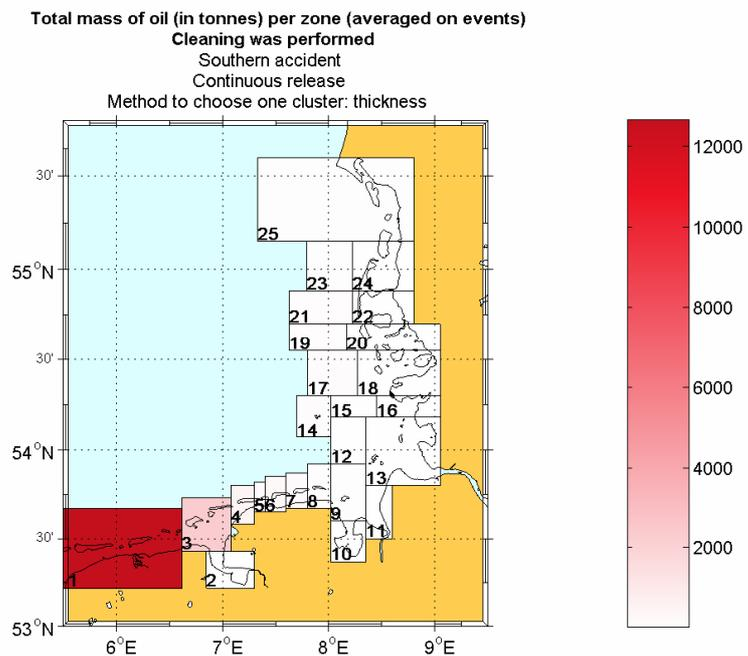 Total mass of oil (in tonnes) per zone (averaged on events)
Cleaning was performed
Southern accident
Continuous release
Method to choose one cluster: thickness
30'
55°N
30'
54°N
30'
53°N
6°E 7°E 8°E 9°E
25
23 24
21 22
19 20
17 18
15 16
14
12
13
4 5 6 7 8
9
11
3
10
1 2
12000
10000
8000
6000
4000
2000